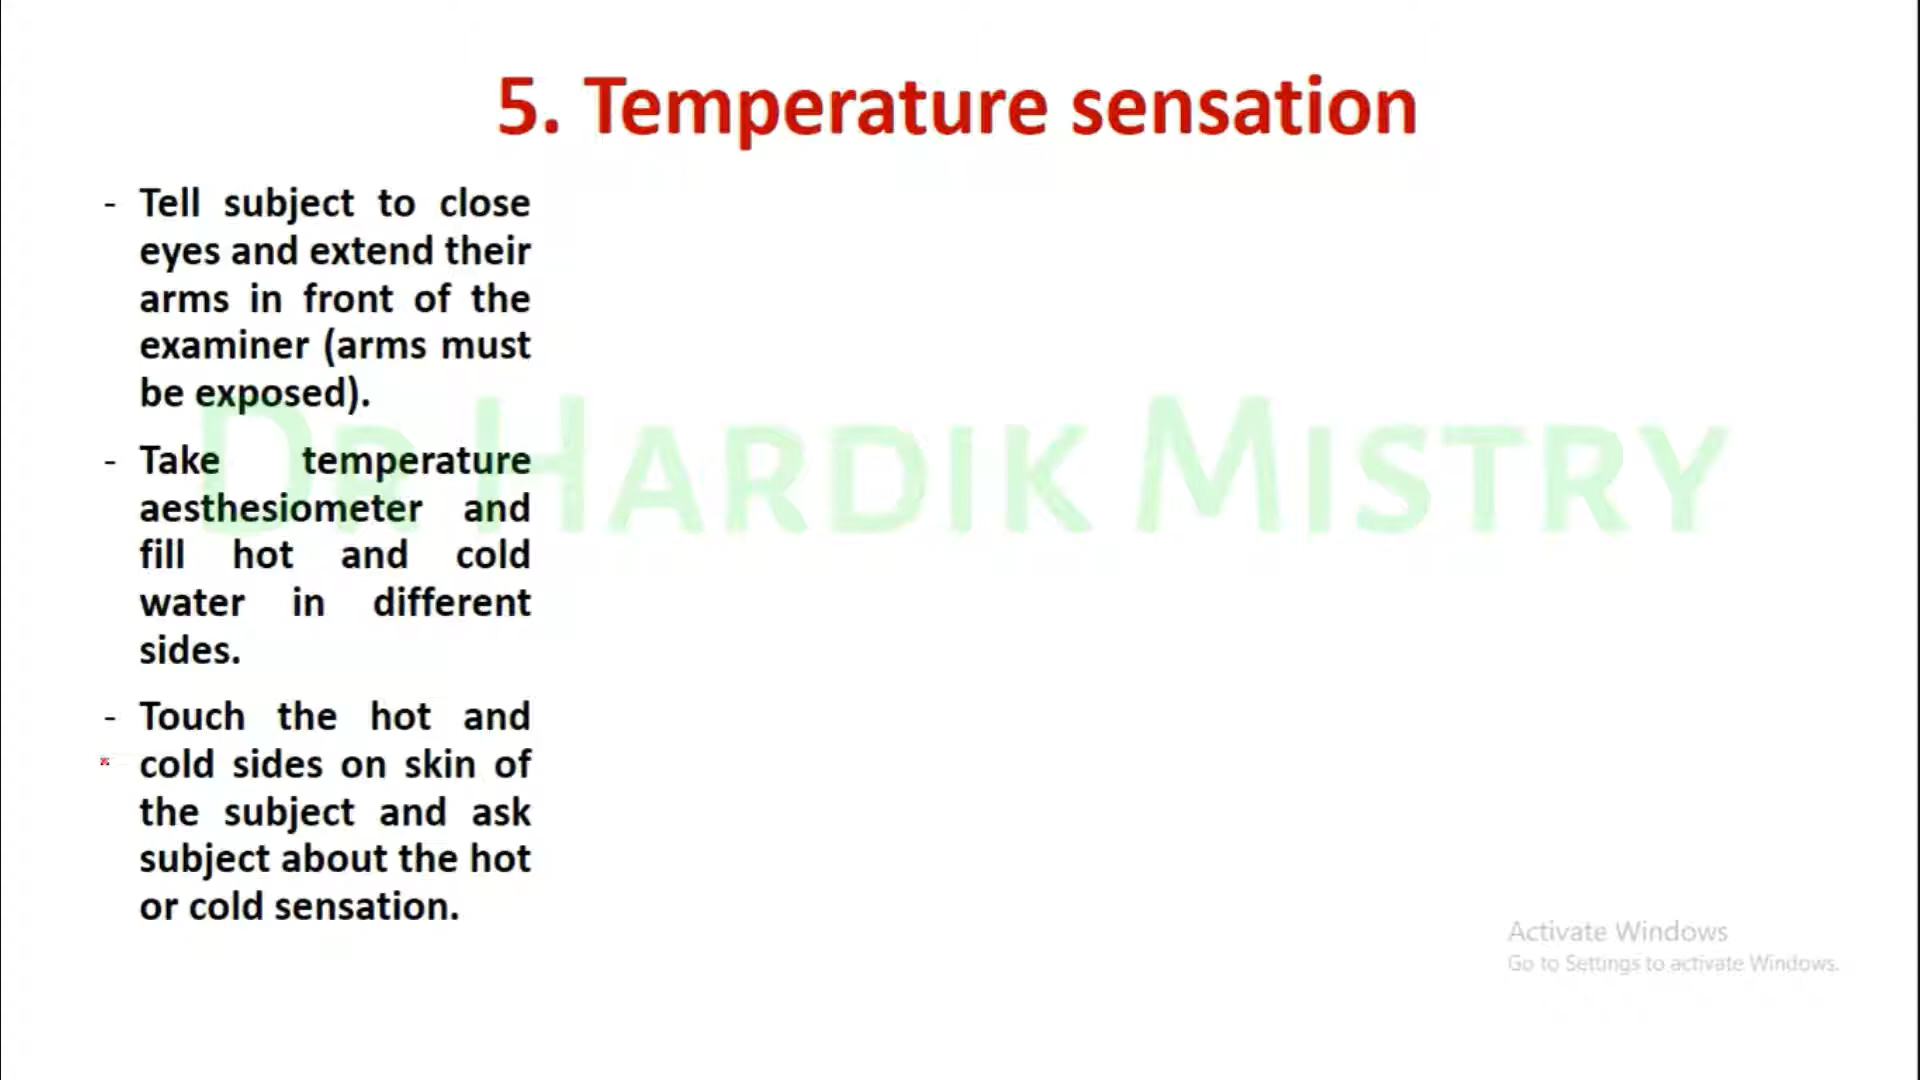 5. Temperature sensation
- Tell subject to close
eyes and extend their
arms in front of the
examiner (arms must
be exposed).
- Take temperature
aesthesiometer and
fill hot and cold
water in different
sides.
- Touch the hot and
cold sides on skin of
the subject and ask
subject about the hot
or cold sensation.
DR HARDIK MISTRY
Activate Windows
Go to Settings to activate Windows.